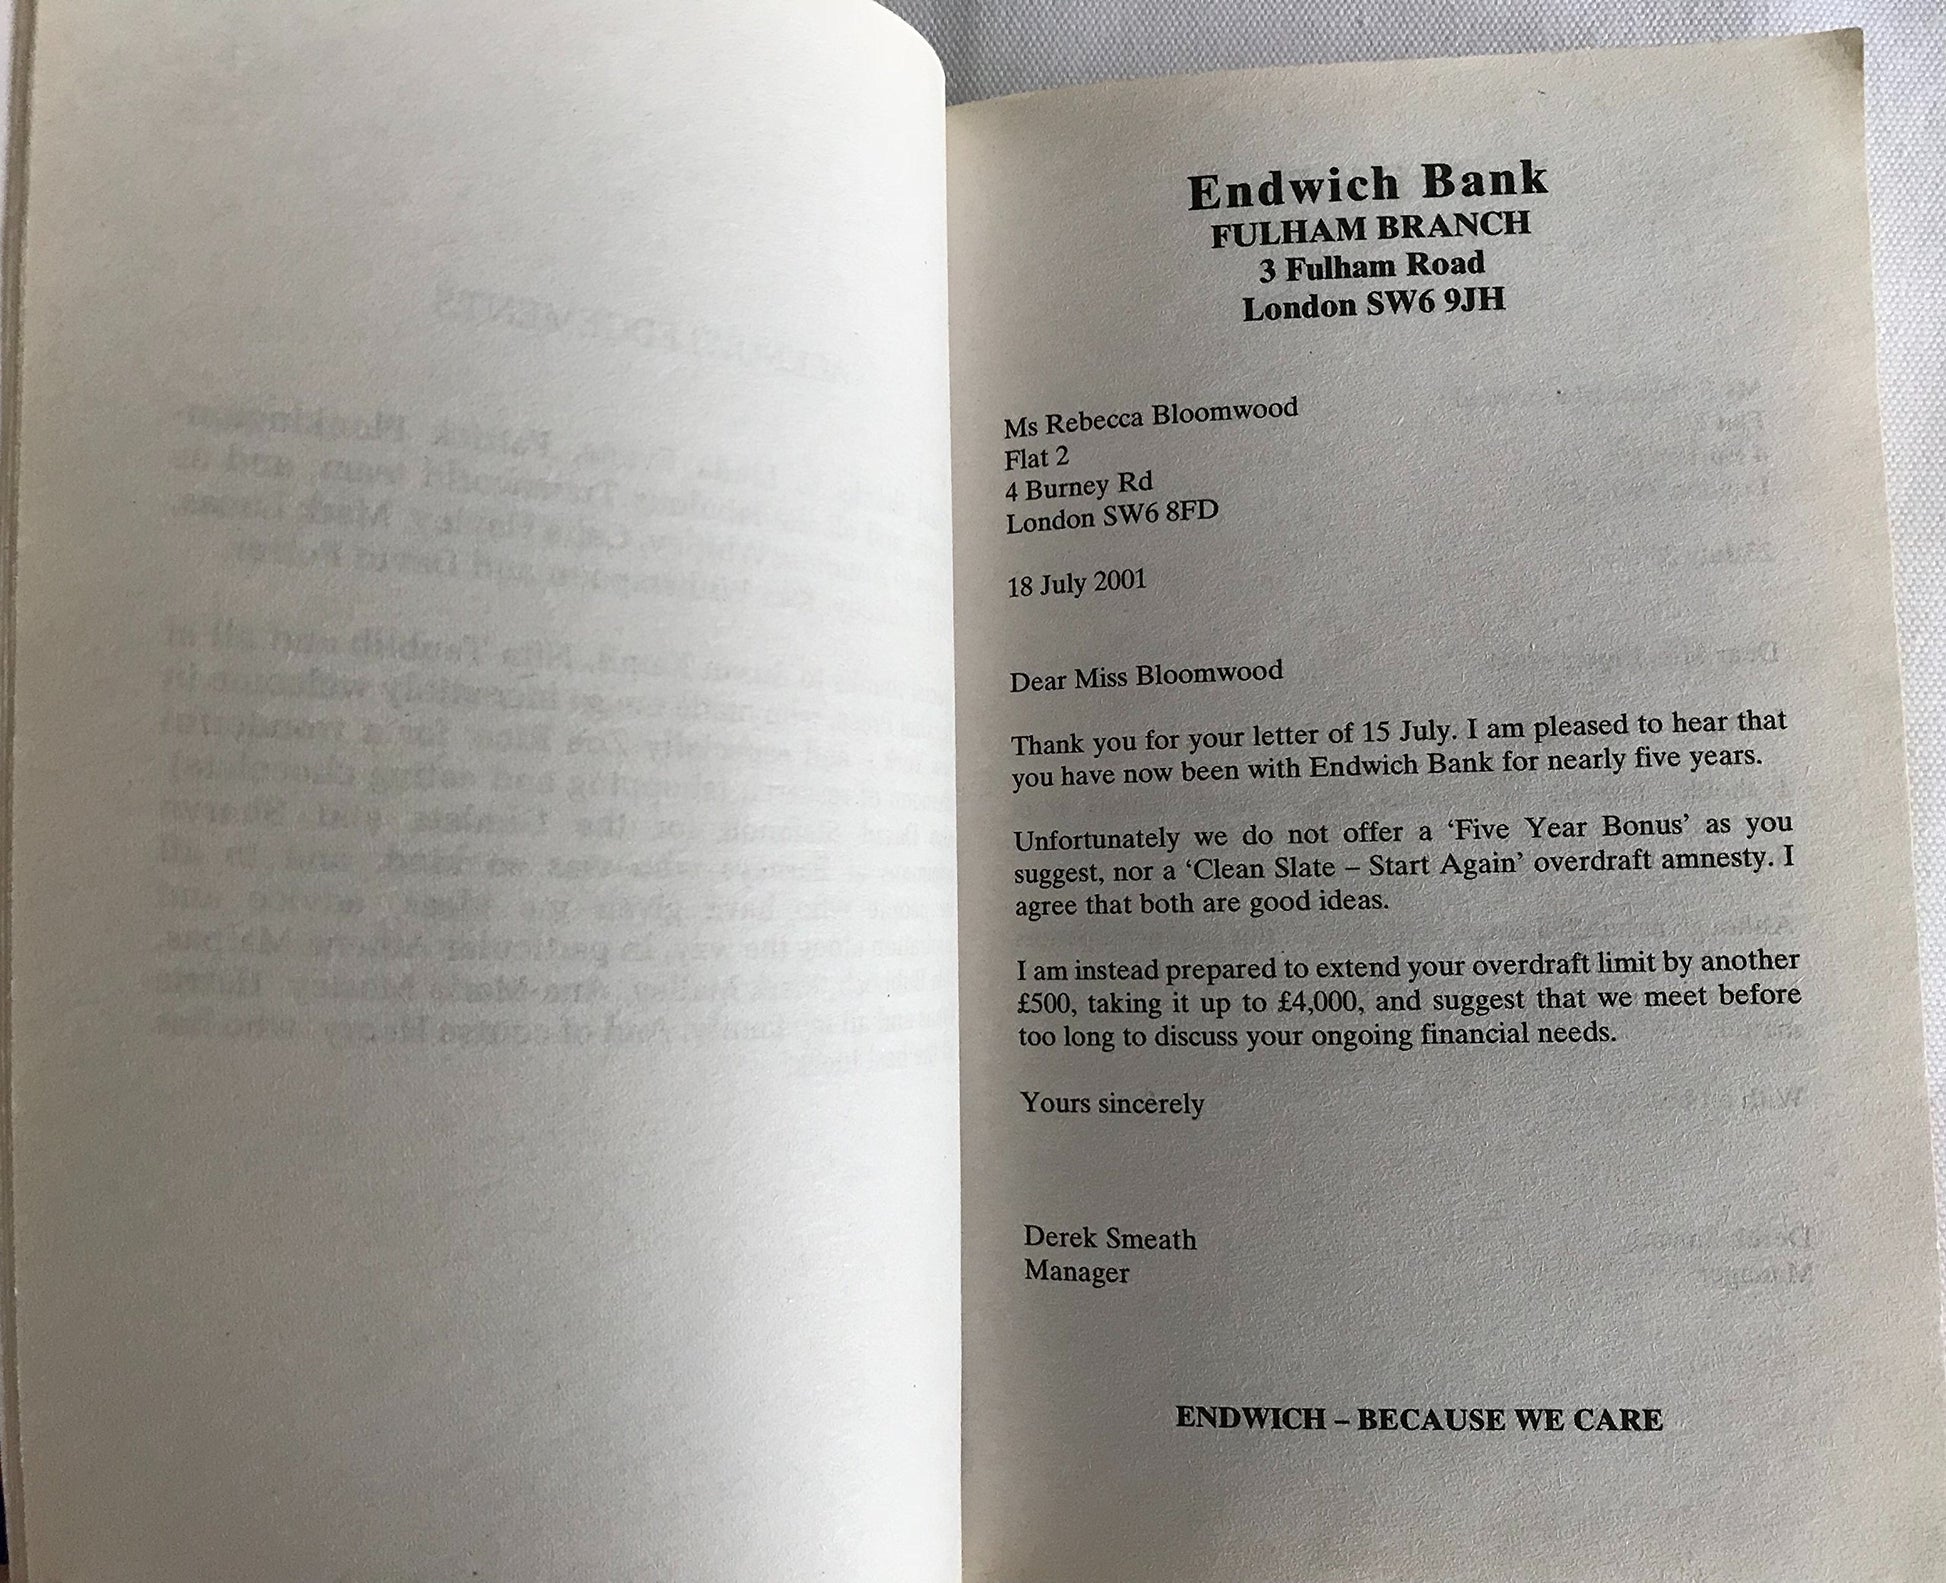 Endwich Bank
FULHAM BRANCH
3 Fulham Road
London SW6 9JH
Ms Rebecca Bloomwood
Flat 2
4 Burney Rd
London SW6 8FD
18 July 2001
Dear Miss Bloomwood
Thank you for your letter of 15 July. I am pleased to hear that
you have now been with Endwich Bank for nearly five years.
Unfortunately we do not offer a ‘Five Year Bonus’ as you
suggest, nor a ‘Clean Slate – Start Again’ overdraft amnesty. I
agree that both are good ideas.
I am instead prepared to extend your overdraft limit by another
£500, taking it up to £4,000, and suggest that we meet before
too long to discuss your ongoing financial needs.
Yours sincerely
Derek Smeath
Manager
ENDWICH – BECAUSE WE CARE